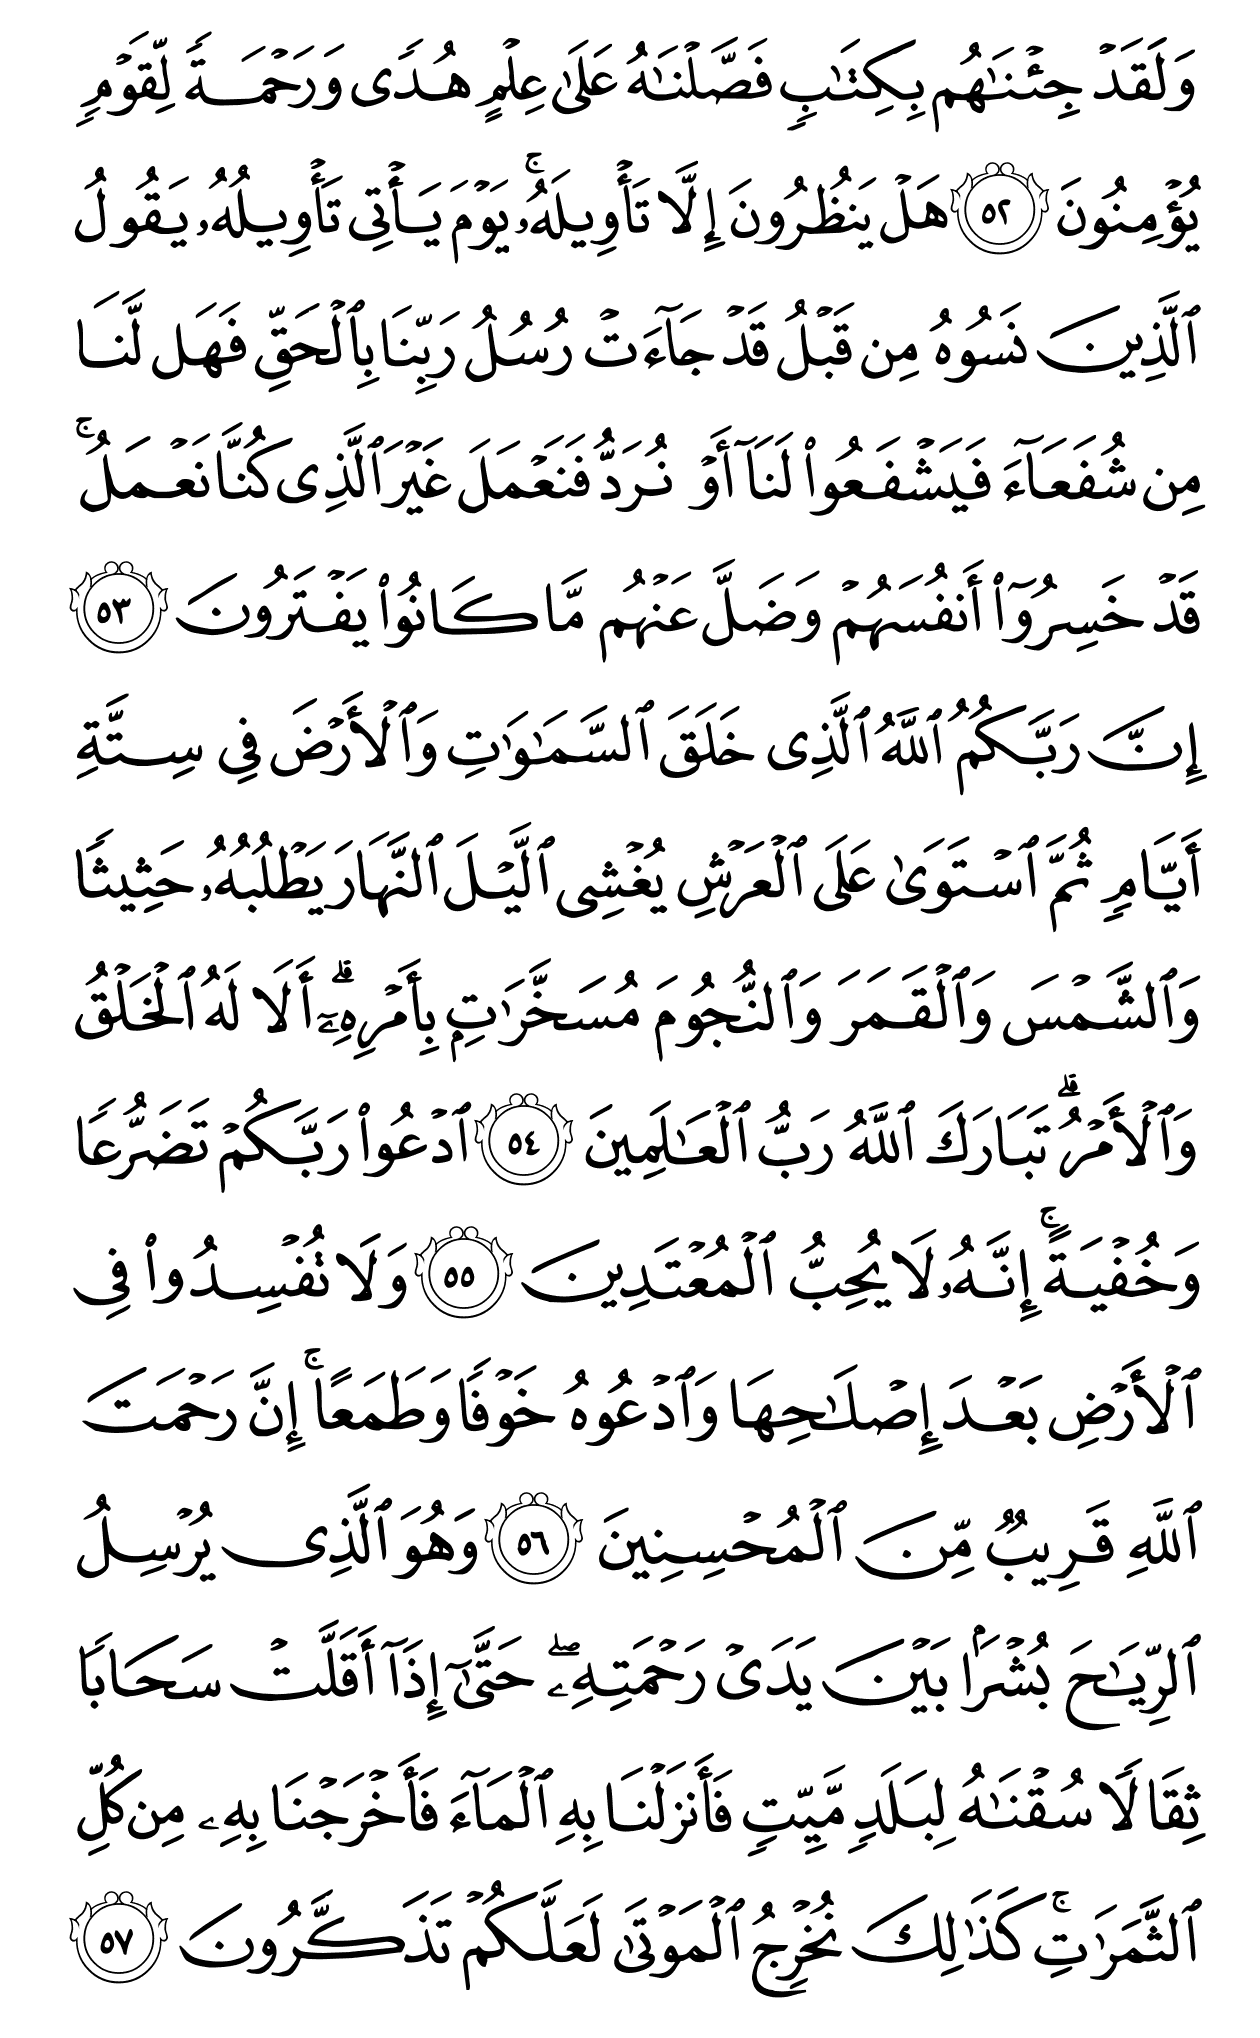 وَلَقَدۡ جِئۡنَٰهُم بِكِتَٰبٖ فَصَّلۡنَٰهُ عَلَىٰ عِلۡمٍ هُدٗى وَرَحۡمَةٗ لِّقَوۡمٖ
يُؤۡمِنُونَ ٥٢ هَلۡ يَنظُرُونَ إِلَّا تَأۡوِيلَهُۥۚ يَوۡمَ يَأۡتِي تَأۡوِيلُهُۥ يَقُولُ
ٱلَّذِينَ نَسُوهُ مِن قَبۡلُ قَدۡ جَآءَتۡ رُسُلُ رَبِّنَا بِٱلۡحَقِّ فَهَل لَّنَا
مِن شُفَعَآءَ فَيَشۡفَعُواْ لَنَآ أَوۡ نُرَدُّ فَنَعۡمَلَ غَيۡرَ ٱلَّذِي كُنَّا نَعۡمَلُۚ
قَدۡ خَسِرُوٓاْ أَنفُسَهُمۡ وَضَلَّ عَنۡهُم مَّا كَانُواْ يَفۡتَرُونَ ٥٣
إِنَّ رَبَّكُمُ ٱللَّهُ ٱلَّذِي خَلَقَ ٱلسَّمَٰوَٰتِ وَٱلۡأَرۡضَ فِي سِتَّةِ
أَيَّامٖ ثُمَّ ٱسۡتَوَىٰ عَلَى ٱلۡعَرۡشِ يُغۡشِي ٱلَّيۡلَ ٱلنَّهَارَ يَطۡلُبُهُۥ حَثِيثٗا
وَٱلشَّمۡسَ وَٱلۡقَمَرَ وَٱلنُّجُومَ مُسَخَّرَٰتِۭ بِأَمۡرِهِۦٓۗ أَلَا لَهُ ٱلۡخَلۡقُ
وَٱلۡأَمۡرُۗ تَبَارَكَ ٱللَّهُ رَبُّ ٱلۡعَٰلَمِينَ ٥٤ ٱدۡعُواْ رَبَّكُمۡ تَضَرُّعٗا
وَخُفۡيَةًۚ إِنَّهُۥ لَا يُحِبُّ ٱلۡمُعۡتَدِينَ ٥٥ وَلَا تُفۡسِدُواْ فِي
ٱلۡأَرۡضِ بَعۡدَ إِصۡلَٰحِهَا وَٱدۡعُوهُ خَوۡفٗا وَطَمَعًاۚ إِنَّ رَحۡمَتَ
ٱللَّهِ قَرِيبٞ مِّنَ ٱلۡمُحۡسِنِينَ ٥٦ وَهُوَ ٱلَّذِي يُرۡسِلُ
ٱلرِّيَٰحَ بُشۡرَۢا بَيۡنَ يَدَيۡ رَحۡمَتِهِۦۖ حَتَّىٰٓ إِذَآ أَقَلَّتۡ سَحَابٗا
ثِقَالٗا سُقۡنَٰهُ لِبَلَدٖ مَّيِّتٖ فَأَنزَلۡنَا بِهِ ٱلۡمَآءَ فَأَخۡرَجۡنَا بِهِۦ مِن كُلِّ
ٱلثَّمَرَٰتِۚ كَذَٰلِكَ نُخۡرِجُ ٱلۡمَوۡتَىٰ لَعَلَّكُمۡ تَذَكَّرُونَ ٥٧